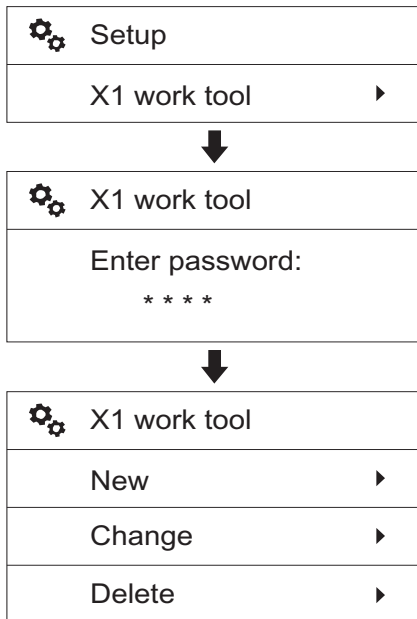 Setup
X1 work tool
X1 work tool
Enter password:
* * * *
X1 work tool
New
Change
Delete